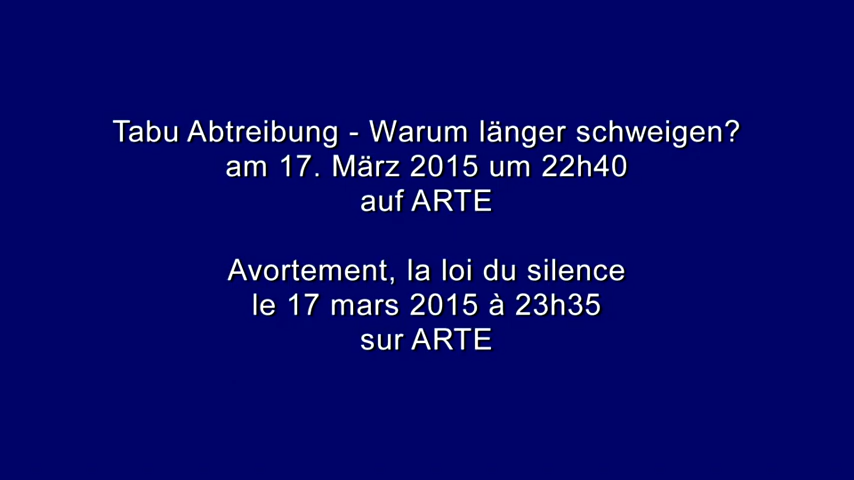 Tabu Abtreibung - Warum länger schweigen?
am 17. März 2015 um 22h40
auf ARTE
Avortement, la loi du silence
le 17 mars 2015 à 23h35
sur ARTE